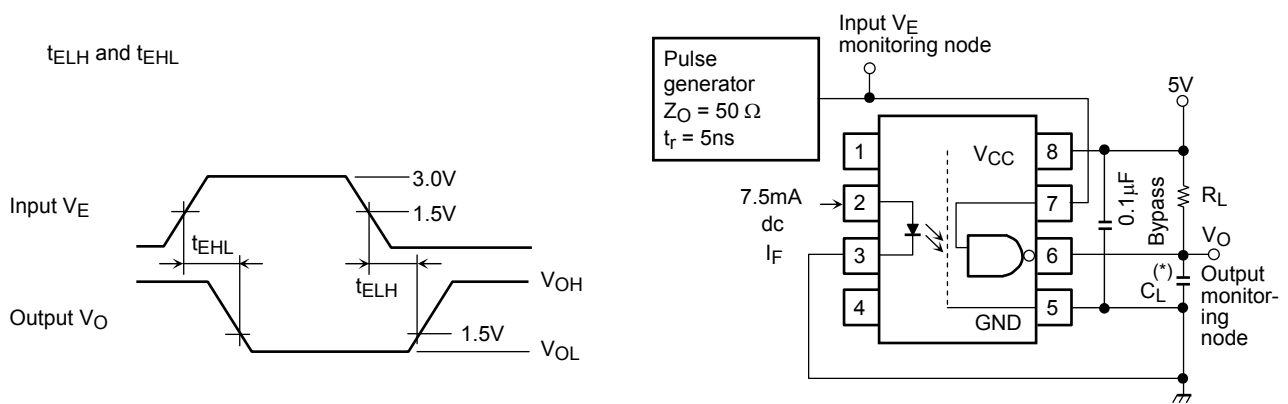 tELH and tEHL
Input VE
3.0V
1.5V
tEHL
tELH
Output VO
VOH
1.5V
VOL
Input VE
monitoring node
Pulse
generator
ZO = 50 Ω
tr = 5ns
5V
1
2
3
4
VCC
8
7
6
5
GND
7.5mA
dc
IF
0.1μF
Bypass
RL
VO
(*)
CL
Output
monitor-
ing
node